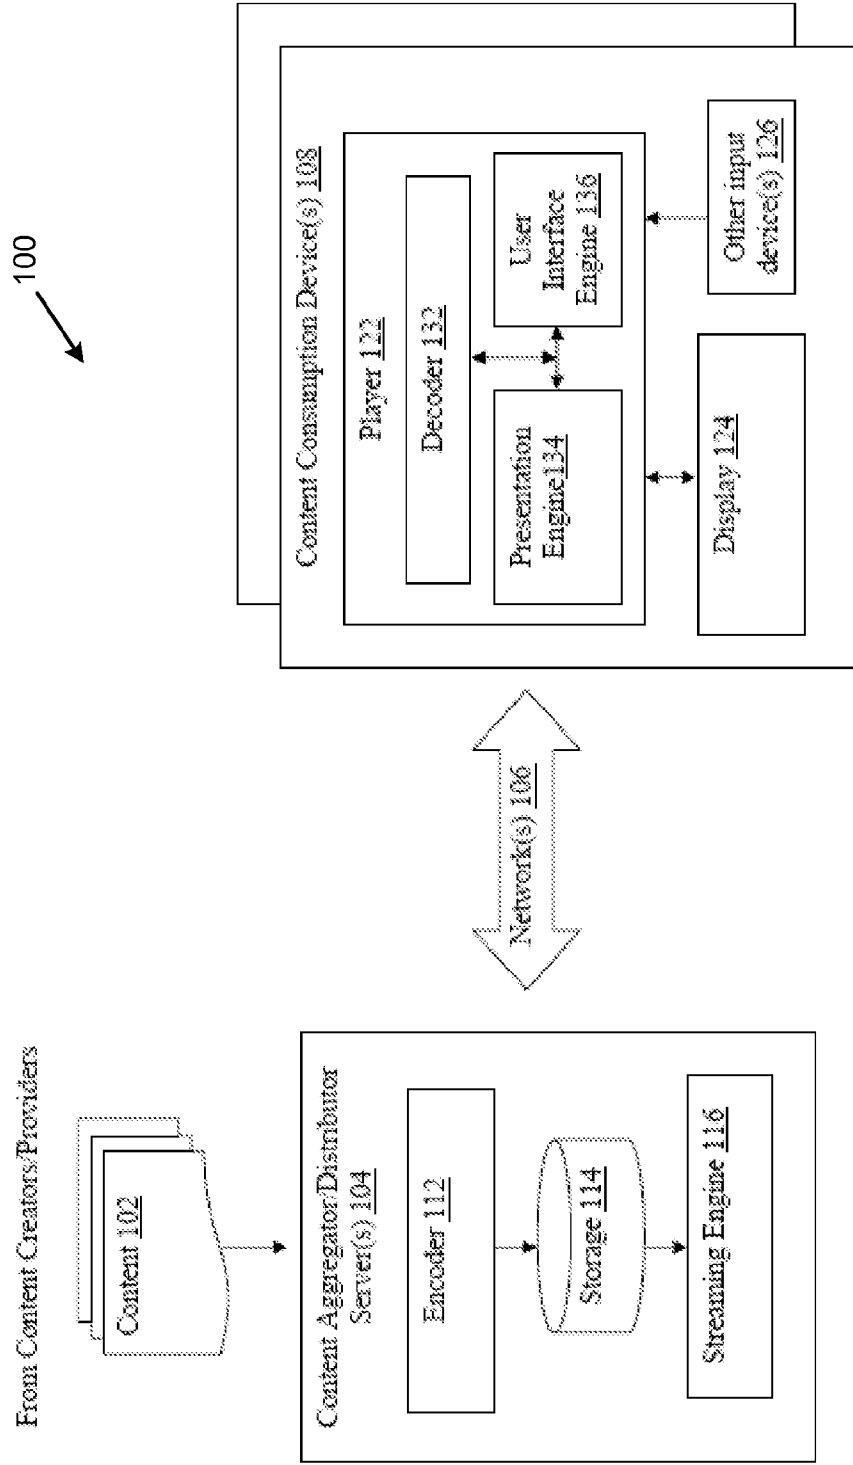 100
From Content Creators/Providers
Content 102
Content Aggregator/Distributor
Server(s) 104
Encoder 112
Storage 114
Streaming Engine 116
Network(s) 106
Content Consumption Device(s) 108
Player 122
Decoder 132
Presentation
Engine134
User
Interface
Engine 136
Display 124
Other input
device(s) 126